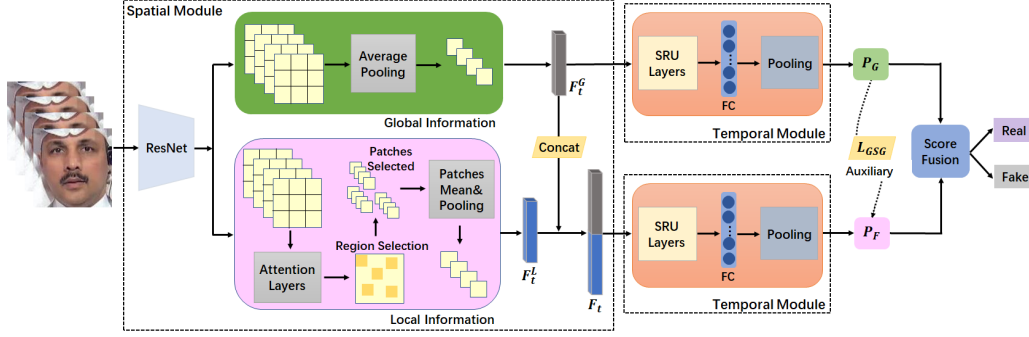 Spatial Module
ResNet
Average
Pooling
Global Information
F_t^G
Concat
Patches
Selected
Patches
Mean&
Pooling
Region Selection
Attention
Layers
Local Information
F_t^L
F_t
SRU
Layers
FC
Pooling
Temporal Module
SRU
Layers
FC
Pooling
Temporal Module
P_G
L_GSG
Auxiliary
P_F
Score
Fusion
Real
Fake